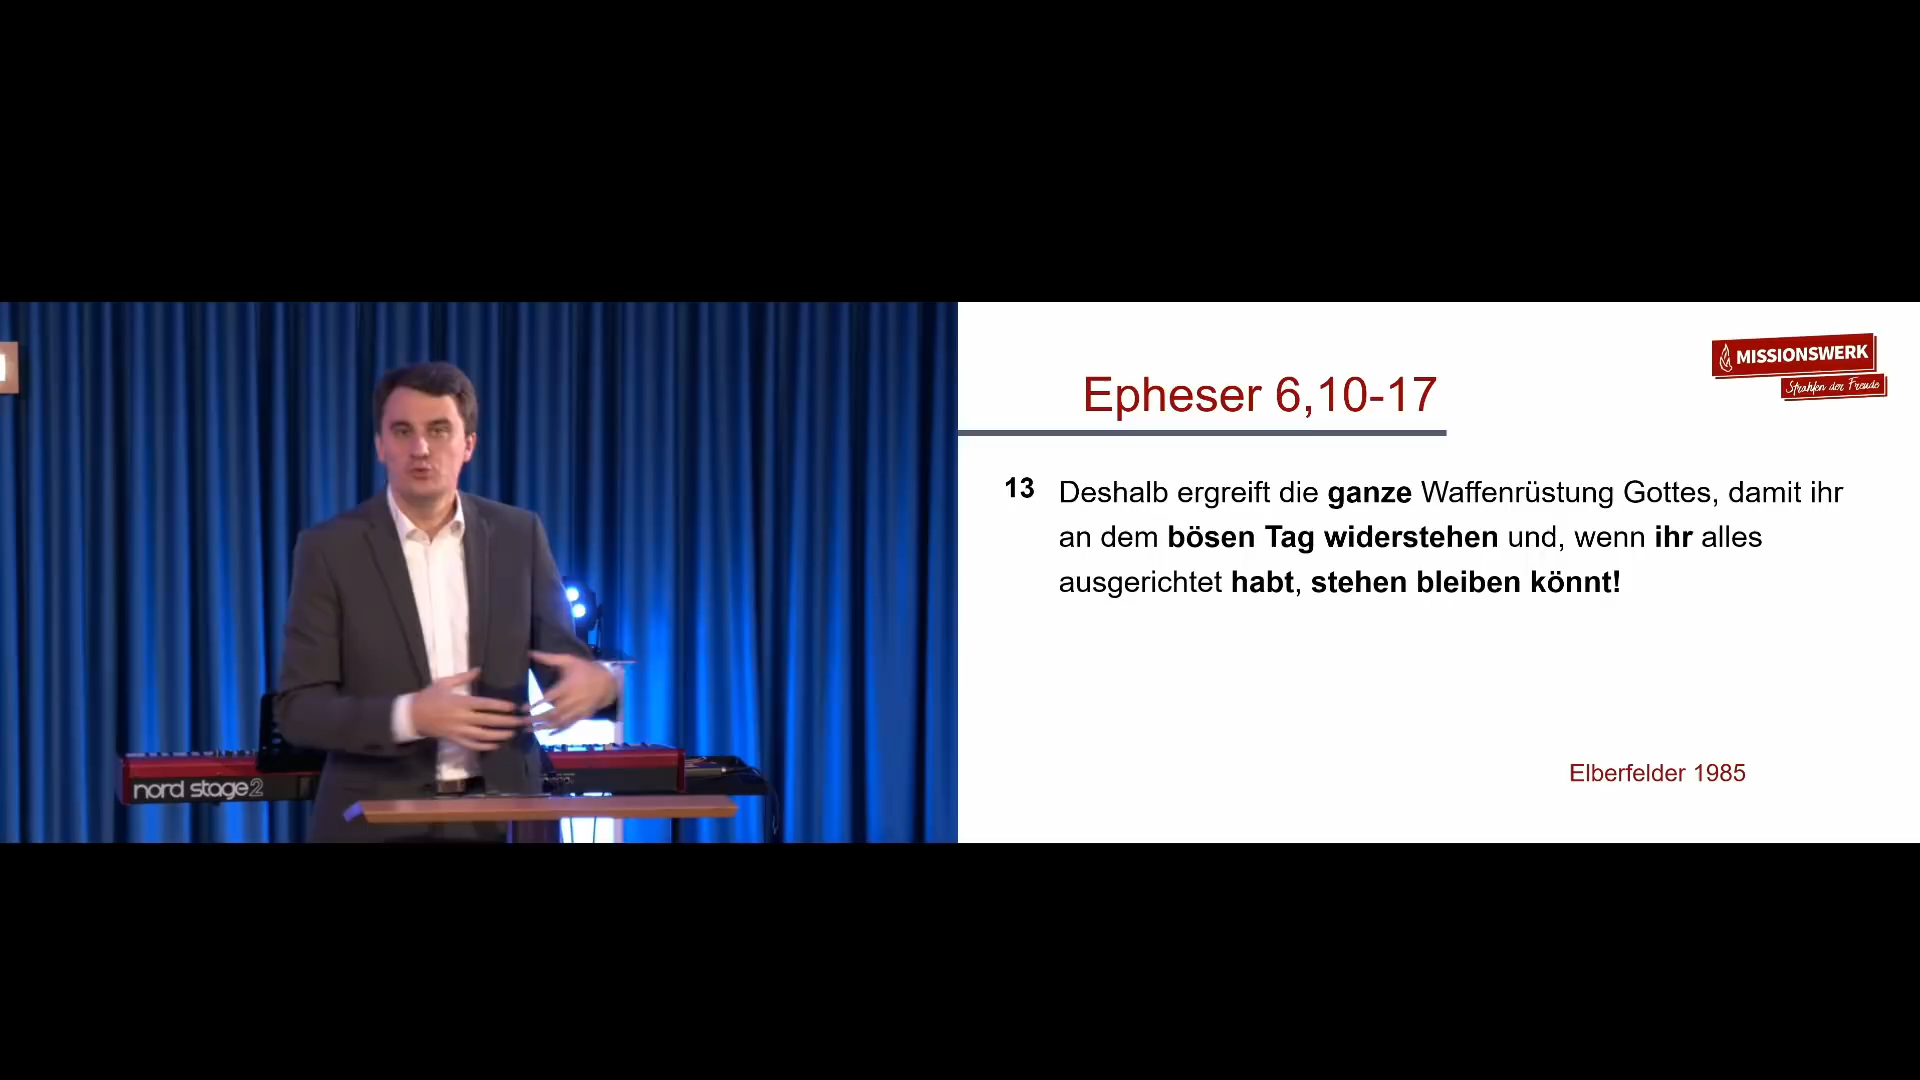 MISSIONSWERK
Strahlen der Freude
Epheser 6,10-17
13 Deshalb ergreift die ganze Waffenrüstung Gottes, damit ihr
an dem bösen Tag widerstehen und, wenn ihr alles
ausgerichtet habt, stehen bleiben könnt!
Elberfelder 1985
nord stage2